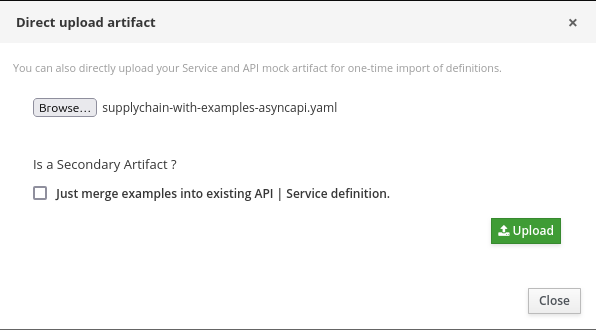 Direct upload artifact
×
You can also directly upload your Service and API mock artifact for one-time import of definitions.
Browse... supplychain-with-examples-asyncapi.yaml
Is a Secondary Artifact ?
Just merge examples into existing API | Service definition.
Upload
Close